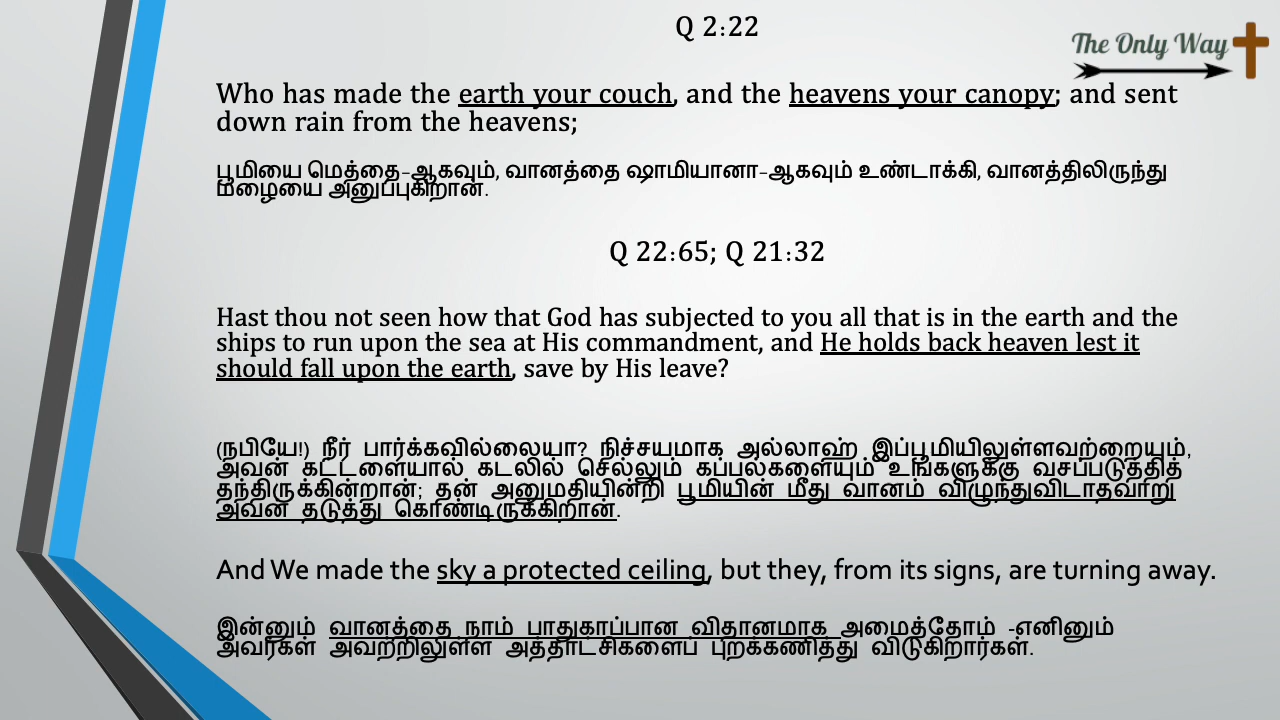 Q 2:22
The Only Way
Who has made the earth your couch, and the heavens your canopy; and sent
down rain from the heavens;
பூமியை மெத்தை-ஆகவும், வானத்தை ஷாமியானா-ஆகவும் உண்டாக்கி, வானத்திலிருந்து
மழையை அனுப்புகிறான்.
Q 22:65; Q 21:32
Hast thou not seen how that God has subjected to you all that is in the earth and the
ships to run upon the sea at His commandment, and He holds back heaven lest it
should fall upon the earth, save by His leave?
(நபியே!) நீர் பார்க்கவில்லையா? நிச்சயமாக அல்லாஹ் இப்பூமியிலுள்ளவற்றையும்,
அவன் கட்டளையால் கடலில் செல்லும் கப்பல்களையும் உங்களுக்கு வசப்படுத்தித்
தந்திருக்கின்றான்; தன் அனுமதியின்றி பூமியின் மீது வானம் விழுந்துவிடாதவாறு
அவன் தடுத்து கொண்டிருக்கிறான்.
And We made the sky a protected ceiling, but they, from its signs, are turning away.
இன்னும் வானத்தை நாம் பாதுகாப்பான விதானமாக அமைத்தோம் -எனினும்
அவர்கள் அவற்றிலுள்ள அத்தாட்சிகளைப் புறக்கணித்து விடுகிறார்கள்.